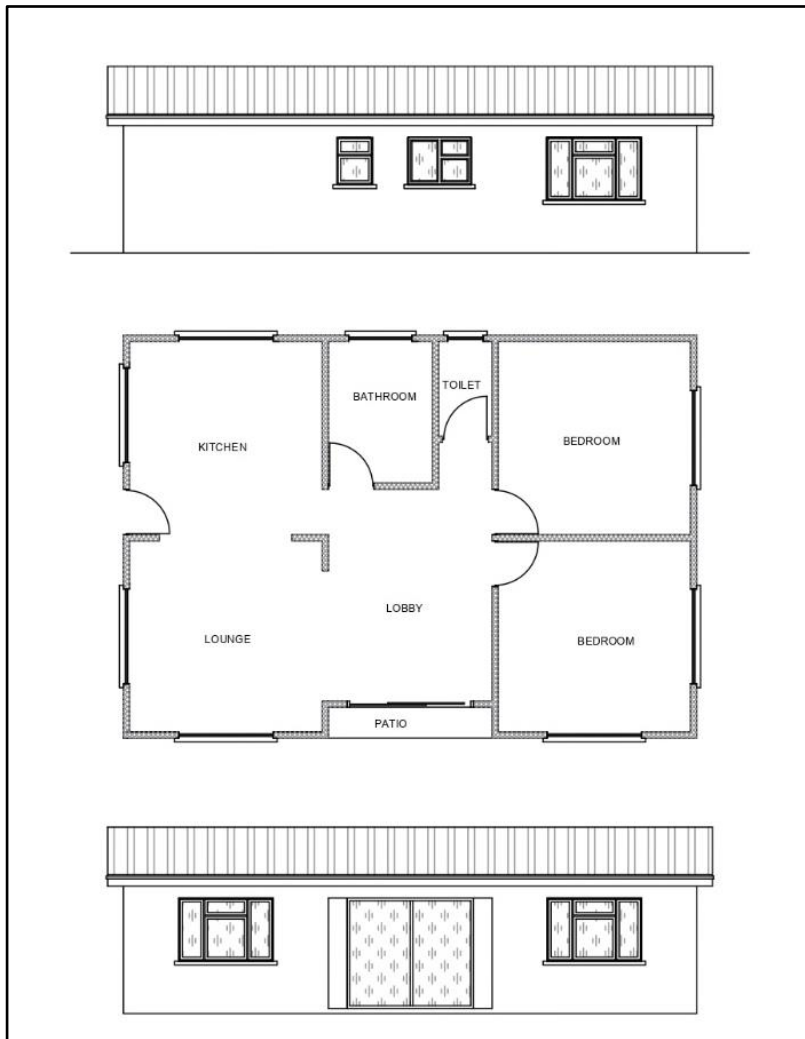 TOILET
BATHROOM
KITCHEN
BEDROOM
LOBBY
LOUNGE
BEDROOM
PATIO